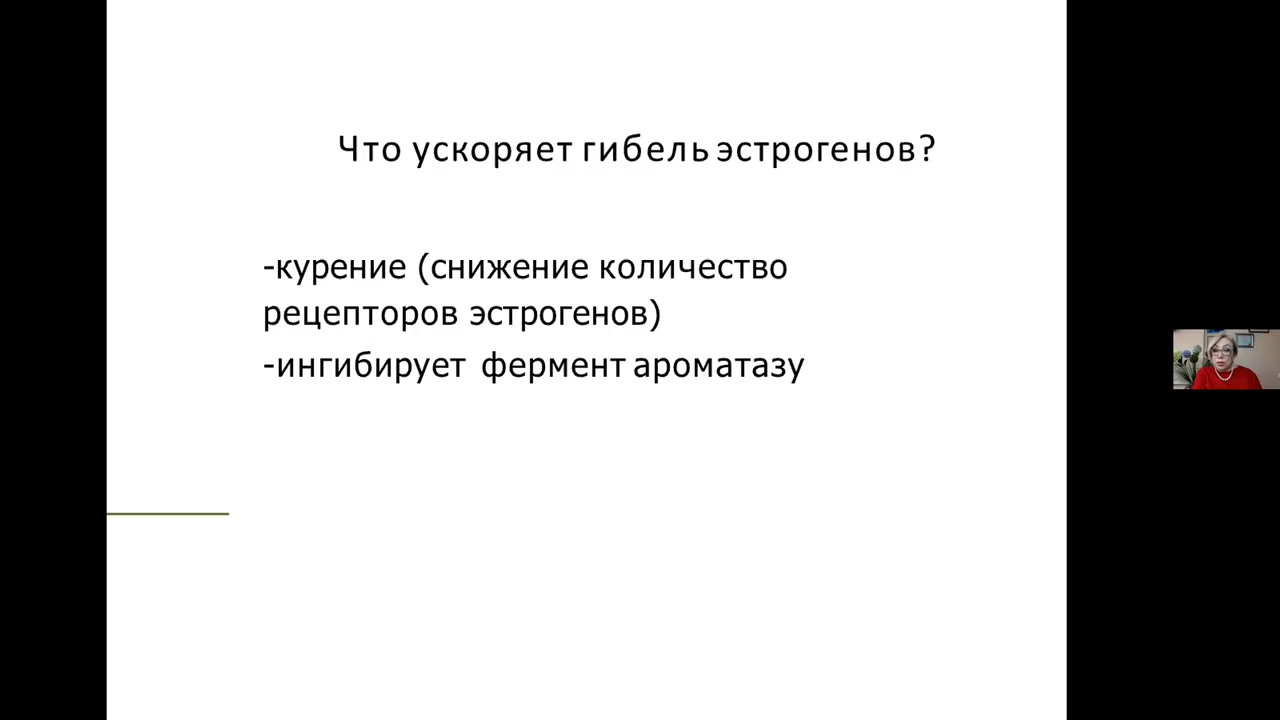 Что ускоряет гибель эстрогенов?
-курение (снижение количество
рецепторов эстрогенов)
-ингибирует фермент ароматазу